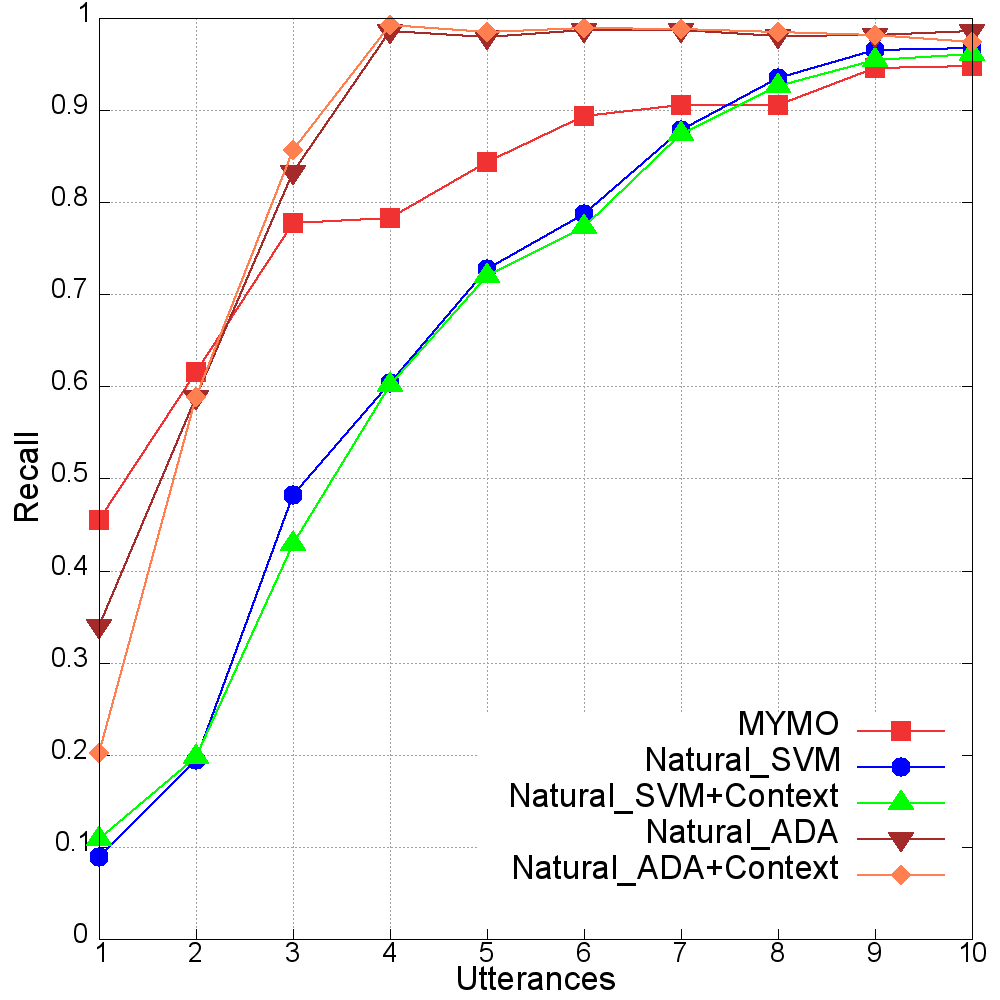 1
0.9
0.8
0.7
0.6
0.5
0.4
0.3
0.2
0.1
0
Recall
MYMO
Natural_SVM
Natural_SVM+Context
Natural_ADA
Natural_ADA+Context
1 2 3 4 5 6 7 8 9 10
Utterances